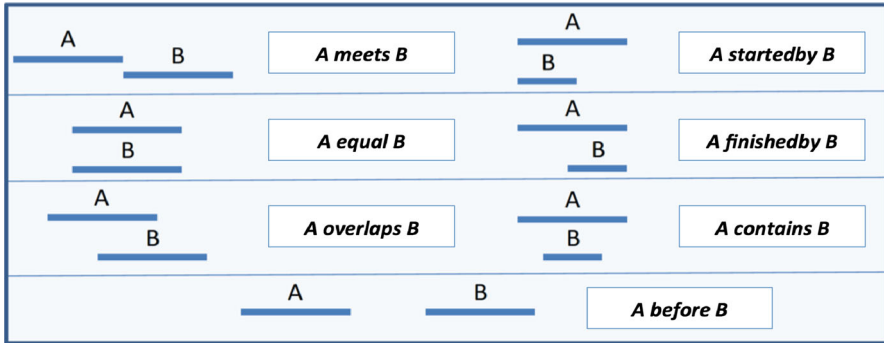 A
B
A meets B
A
B
A startedby B
A
B
A equal B
A
B
A finishedby B
A
B
A overlaps B
A
B
A contains B
A B
A before B